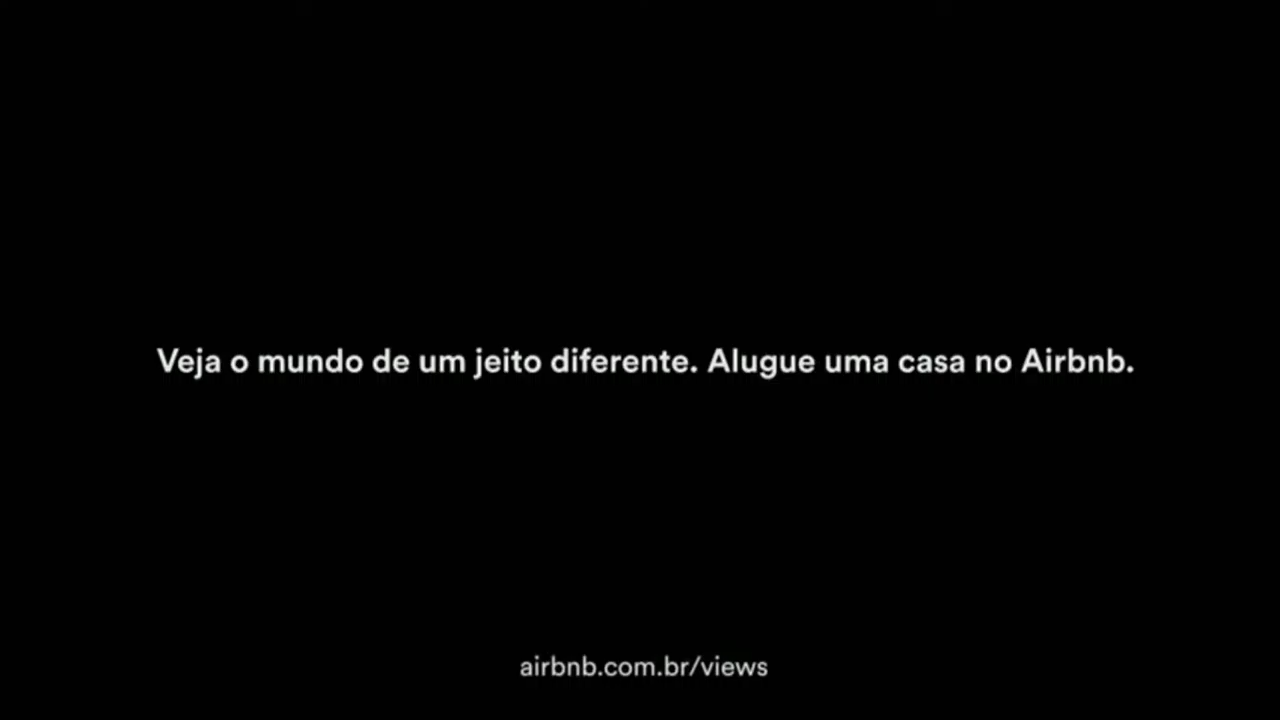 Veja o mundo de um jeito diferente. Alugue uma casa no Airbnb.
airbnb.com.br/views